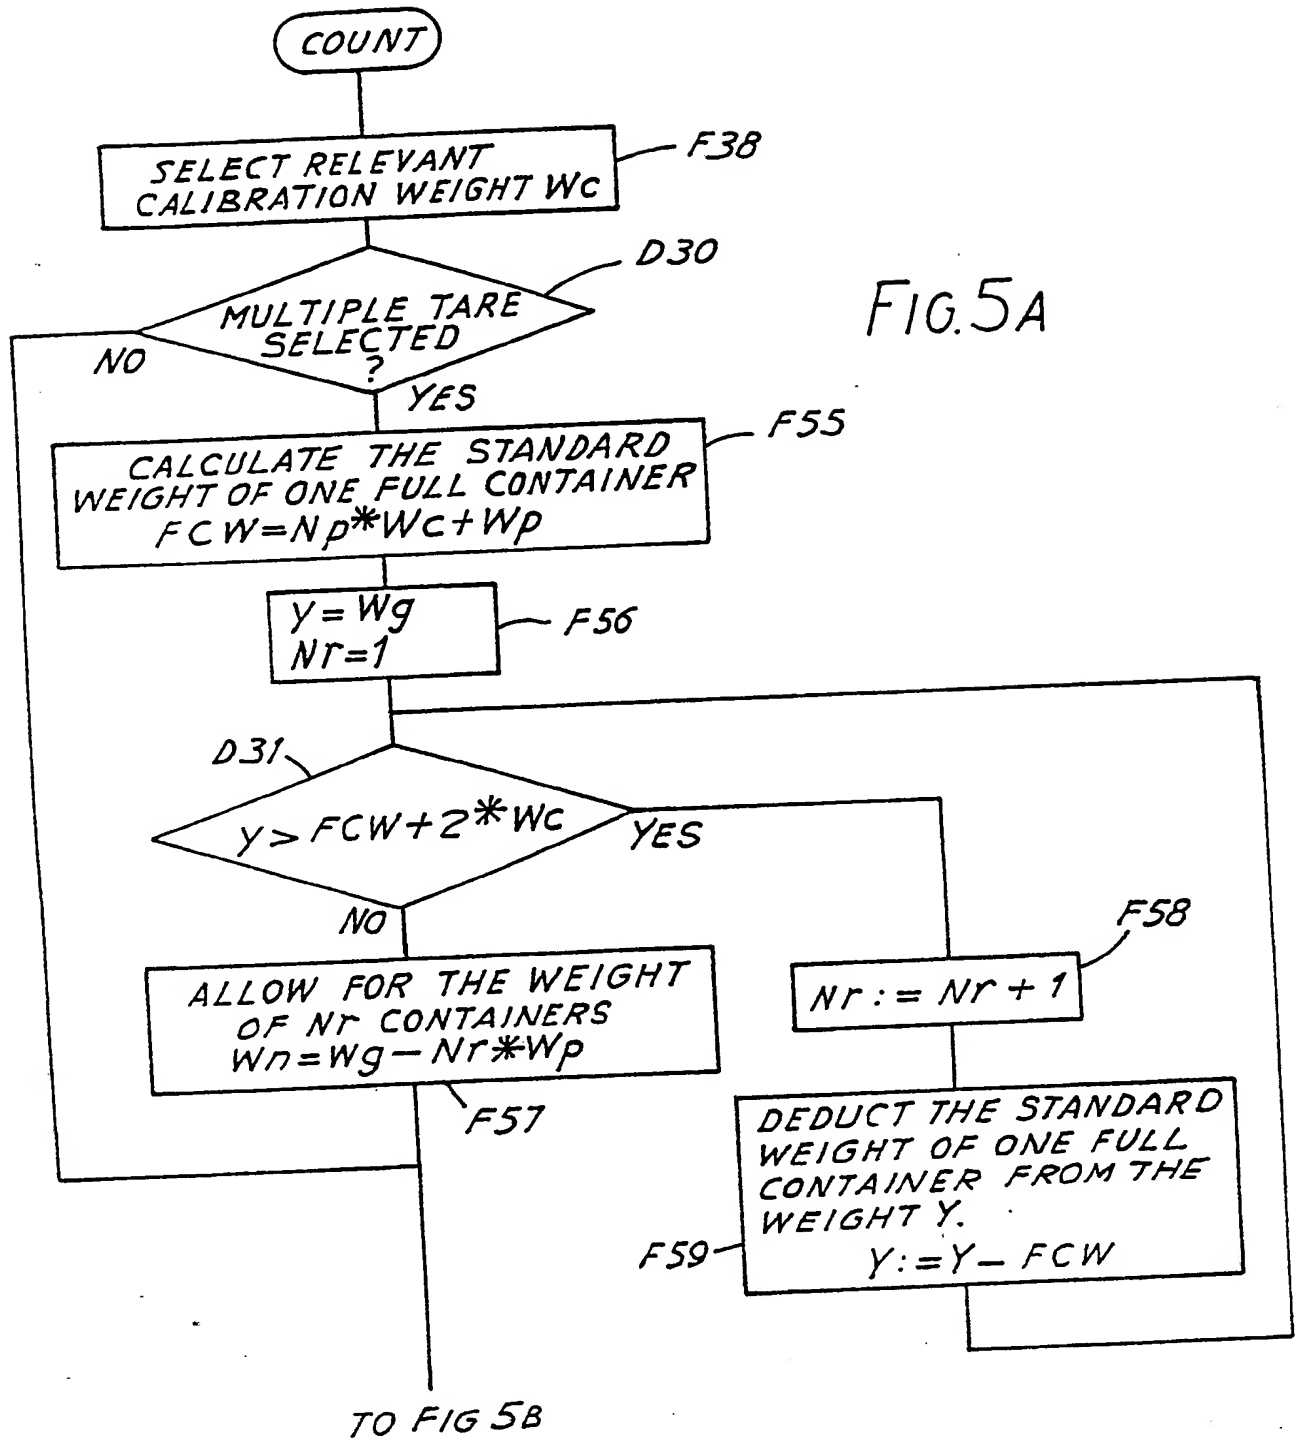 COUNT
F38
SELECT RELEVANT
CALIBRATION WEIGHT Wc
D30
FIG.5A
MULTIPLE TARE
SELECTED
?
NO
YES
F55
CALCULATE THE STANDARD
WEIGHT OF ONE FULL CONTAINER
FCW=Np*Wc+Wp
y=Wg
Nr=1
F56
D31
y> FCW+2*Wc
YES
NO
F58
Nr:=Nr+1
ALLOW FOR THE WEIGHT
OF Nr CONTAINERS
Wn=Wg-Nr*Wp
F57
DEDUCT THE STANDARD
WEIGHT OF ONE FULL
CONTAINER FROM THE
WEIGHT Y.
Y:=Y-FCW
F59
TO FIG 5B